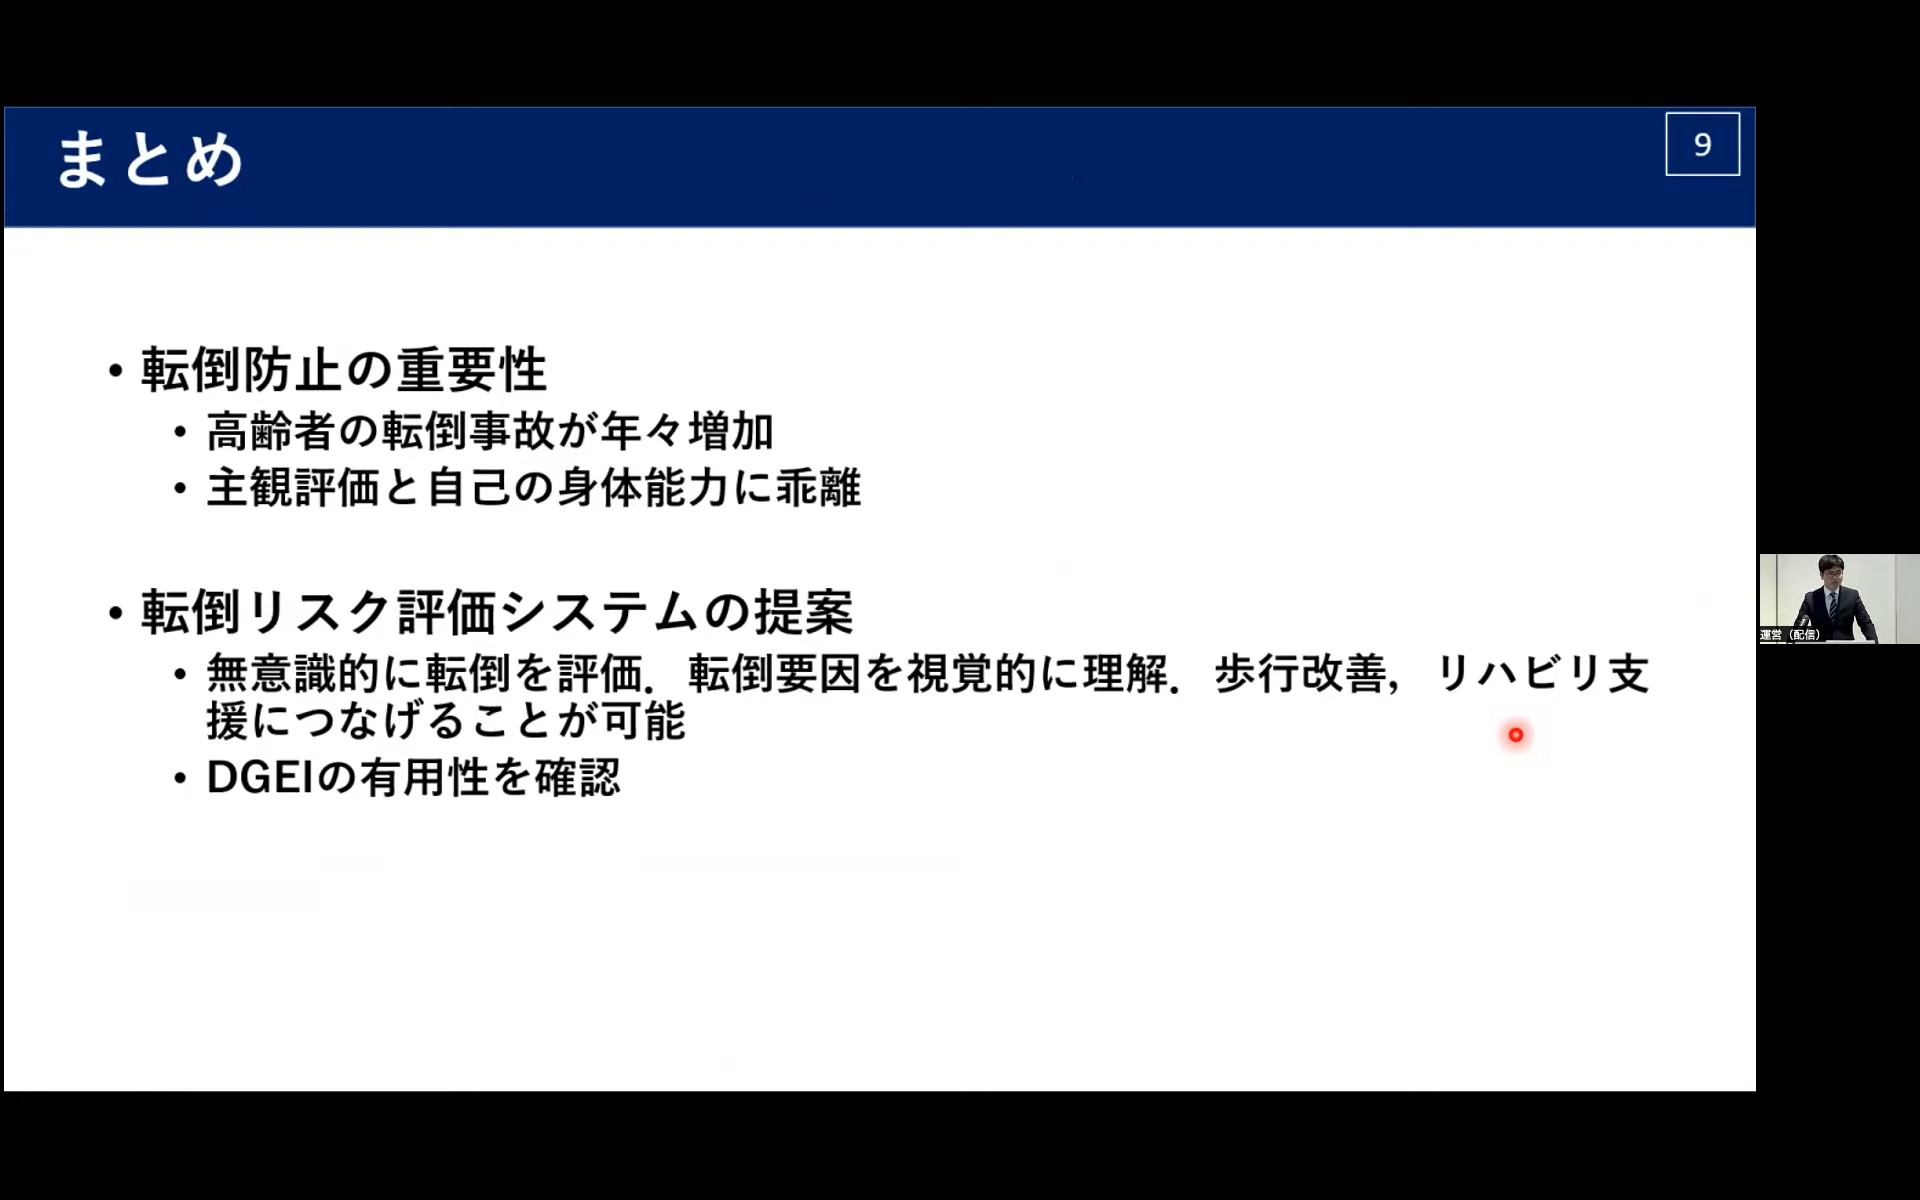 まとめ
9
• 転倒防止の重要性
• 高齢者の転倒事故が年々増加
• 主観評価と自己の身体能力に乖離
• 転倒リスク評価システムの提案
• 無意識的に転倒を評価．転倒要因を視覚的に理解．歩行改善，リハビリ支
援につなげることが可能
• DGEIの有用性を確認
運営（配信）